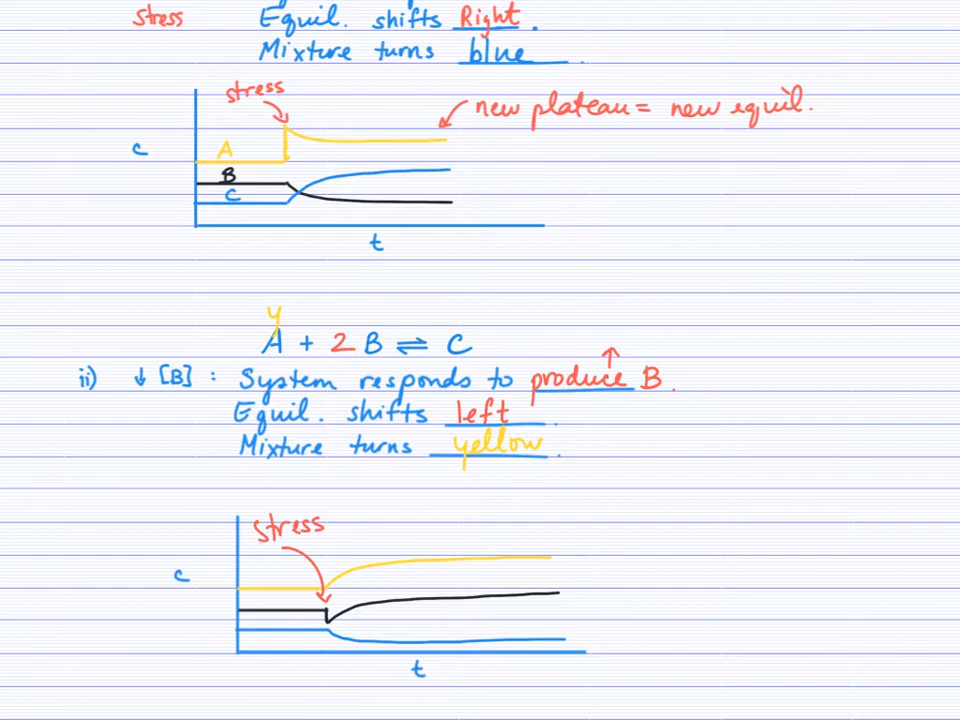 stress Equil. shifts Right .
Mixture turns blue .
stress
new plateau = new equil.
c
A
B
C
t
y
A + 2 B ⇌ C
ii) ↓ [B] : System responds to produce ↑ B .
Equil. shifts left .
Mixture turns yellow .
stress
c
t